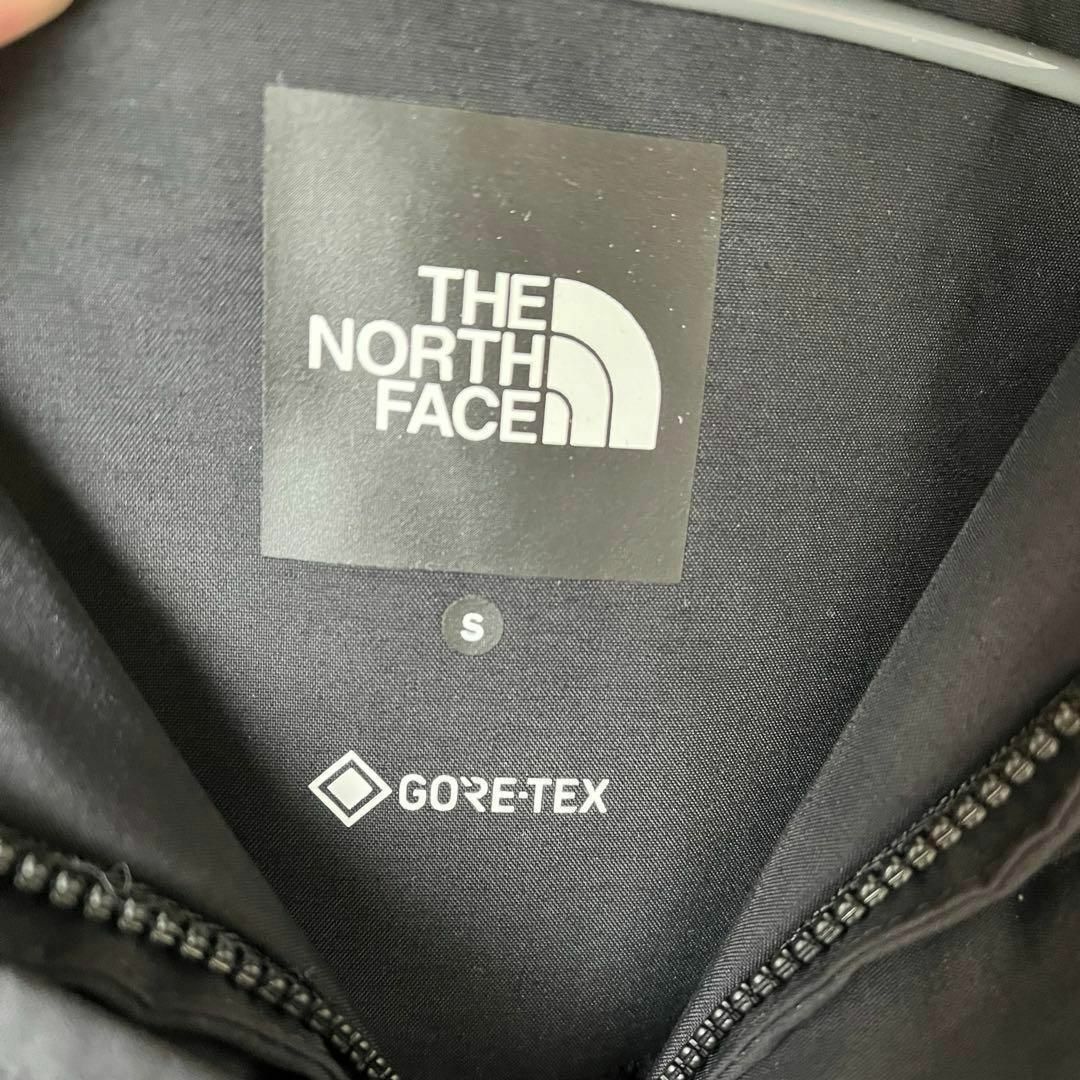 THE
NORTH
FACE
S
GORE-TEX